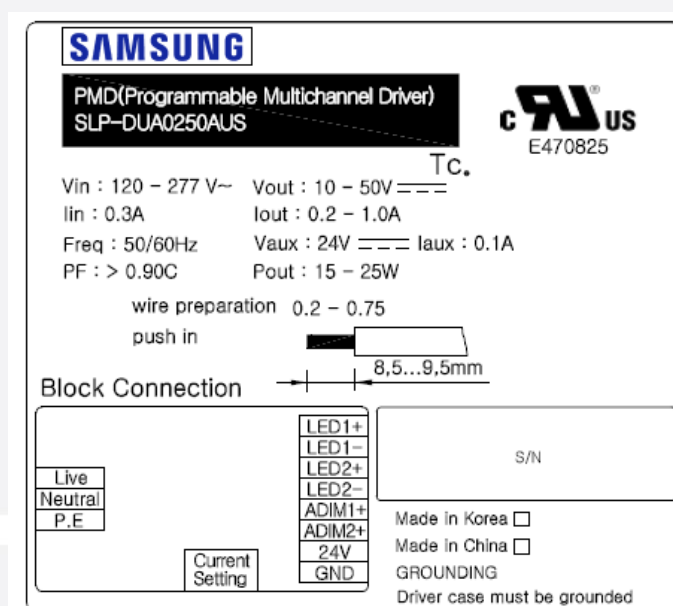 SAMSUNG
PMD(Programmable Multichannel Driver)
SLP-DUA0250AUS
c RU® US
E470825
Tc.
Vin : 120 - 277 V~ Vout : 10 - 50V
Iin : 0.3A Iout : 0.2 - 1.0A
Freq : 50/60Hz Vaux : 24V Iaux : 0.1A
PF : > 0.90C Pout : 15 - 25W
wire preparation 0.2 - 0.75
push in
8,5...9,5mm
Block Connection
LED1+
LED1-
LED2+
LED2-
ADIM1+
ADIM2+
24V
GND
Live
Neutral
P.E
Current
Setting
S/N
Made in Korea □
Made in China □
GROUNDING
Driver case must be grounded